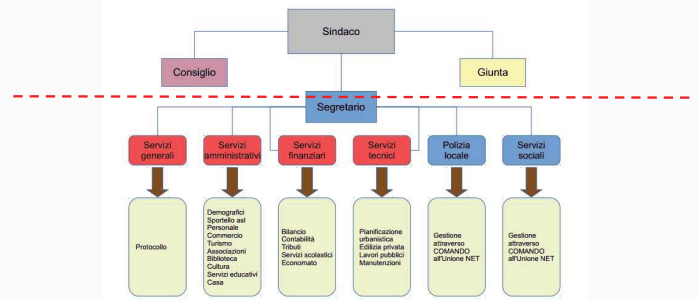 Sindaco
Consiglio
Giunta
Segretario
Servizi
generali
Servizi
amministrativi
Servizi
finanziari
Servizi
tecnici
Polizia
locale
Servizi
sociali
Protocollo
Demografici
Sportello asl
Personale
Commercio
Turismo
Associazioni
Biblioteca
Cultura
Servizi educativi
Casa
Bilancio
Contabilità
Tributi
Servizi scolastici
Economato
Pianificazione
urbanistica
Edilizia privata
Lavori pubblici
Manutenzioni
Gestione
attraverso
COMANDO
all'Unione NET
Gestione
attraverso
COMANDO
all'Unione NET